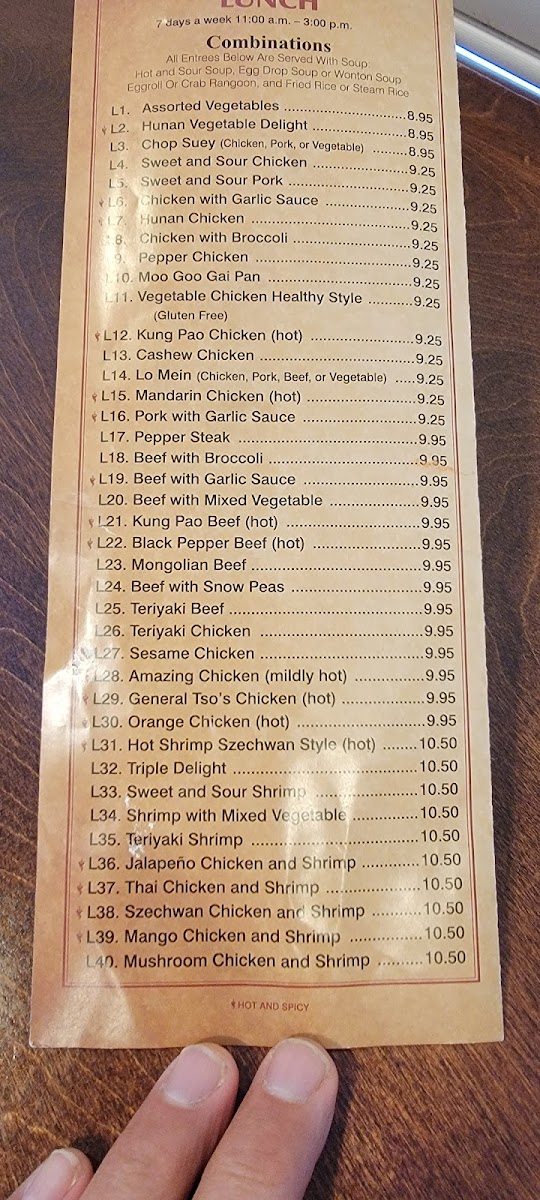 LUNCH
7 days a week 11:00 a.m. – 3:00 p.m.
Combinations
All Entrees Below Are Served With Soup
Hot and Sour Soup, Egg Drop Soup or Wonton Soup
Eggroll Or Crab Rangoon, and Fried Rice or Steam Rice
L1. Assorted Vegetables 8.95
L2. Hunan Vegetable Delight 8.95
L3. Chop Suey (Chicken, Pork, or Vegetable) 8.95
L4. Sweet and Sour Chicken 9.25
L5. Sweet and Sour Pork 9.25
L6. Chicken with Garlic Sauce 9.25
L7. Hunan Chicken 9.25
8. Chicken with Broccoli 9.25
9. Pepper Chicken 9.25
L10. Moo Goo Gai Pan 9.25
L11. Vegetable Chicken Healthy Style 9.25
(Gluten Free)
L12. Kung Pao Chicken (hot) 9.25
L13. Cashew Chicken 9.25
L14. Lo Mein (Chicken, Pork, Beef, or Vegetable) 9.25
L15. Mandarin Chicken (hot) 9.25
L16. Pork with Garlic Sauce 9.25
L17. Pepper Steak 9.95
L18. Beef with Broccoli 9.95
L19. Beef with Garlic Sauce 9.95
L20. Beef with Mixed Vegetable 9.95
L21. Kung Pao Beef (hot) 9.95
L22. Black Pepper Beef (hot) 9.95
L23. Mongolian Beef 9.95
L24. Beef with Snow Peas 9.95
L25. Teriyaki Beef 9.95
L26. Teriyaki Chicken 9.95
L27. Sesame Chicken 9.95
L28. Amazing Chicken (mildly hot) 9.95
L29. General Tso's Chicken (hot) 9.95
L30. Orange Chicken (hot) 9.95
L31. Hot Shrimp Szechwan Style (hot) 10.50
L32. Triple Delight 10.50
L33. Sweet and Sour Shrimp 10.50
L34. Shrimp with Mixed Vegetable 10.50
L35. Teriyaki Shrimp 10.50
L36. Jalapeño Chicken and Shrimp 10.50
L37. Thai Chicken and Shrimp 10.50
L38. Szechwan Chicken and Shrimp 10.50
L39. Mango Chicken and Shrimp 10.50
L40. Mushroom Chicken and Shrimp 10.50
HOT AND SPICY